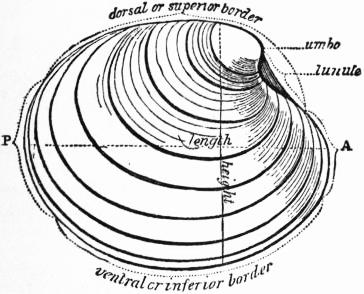 dorsal or superior border
umbo
lunule
P
length
A
height
ventral or inferior border